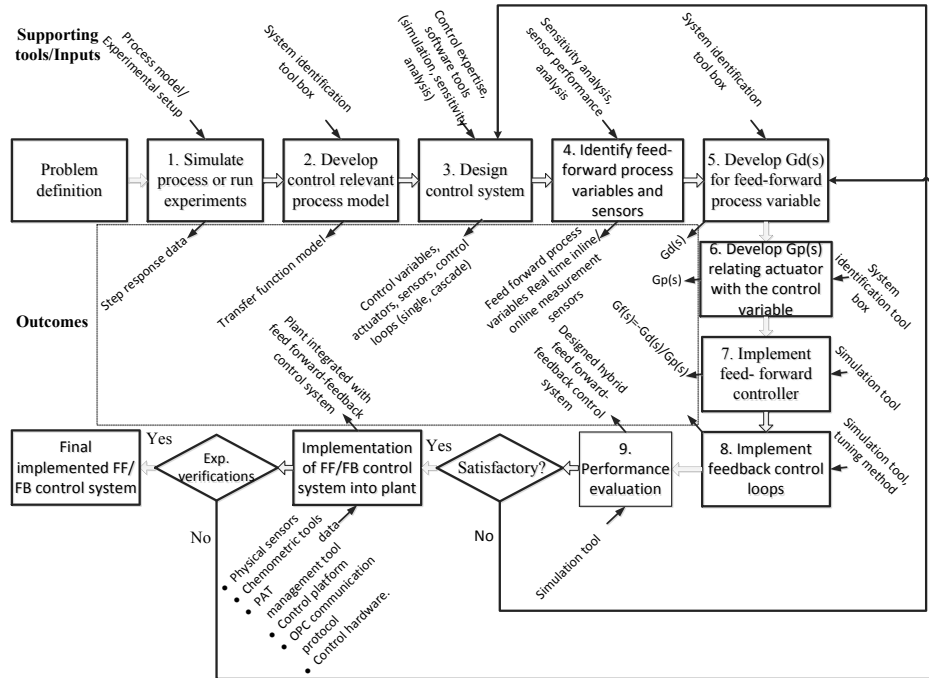 Supporting
tools/Inputs
Process model/
Experimental setup
System identification
tool box
Control expertise,
software tools
(simulation, sensitivity
analysis)
Sensitivity analysis,
sensor performance
analysis
System identification
tool box
Problem
definition
1. Simulate
process or run
experiments
2. Develop
control relevant
process model
3. Design
control system
4. Identify feed-
forward process
variables and
sensors
5. Develop Gd(s)
for feed-forward
process variable
Step response data
Transfer function model
Control variables,
actuators, sensors, control
loops (single, cascade)
Feed forward process
variables Real time inline/
online measurement
sensors
Gd(s)
6. Develop Gp(s)
relating actuator
with the control
variable
Gp(s)
System
identification tool
box
Outcomes
Gf(s)=-Gd(s)/Gp(s)
7. Implement
feed- forward
controller
Simulation tool
Plant integrated with
feed forward-feedback
control system
Designed hybrid
feed forward-
feedback control
system
8. Implement
feedback control
loops
Simulation tool,
tuning method
9.
Performance
evaluation
Simulation tool
Satisfactory?
Yes
No
Implementation
of FF/FB control
system into plant
Exp.
verifications
Yes
No
Final
implemented FF/
FB control system
• Physical sensors
• Chemometric tools
• PAT data
management tool
• Control platform
• OPC communication
protocol
• Control hardware.